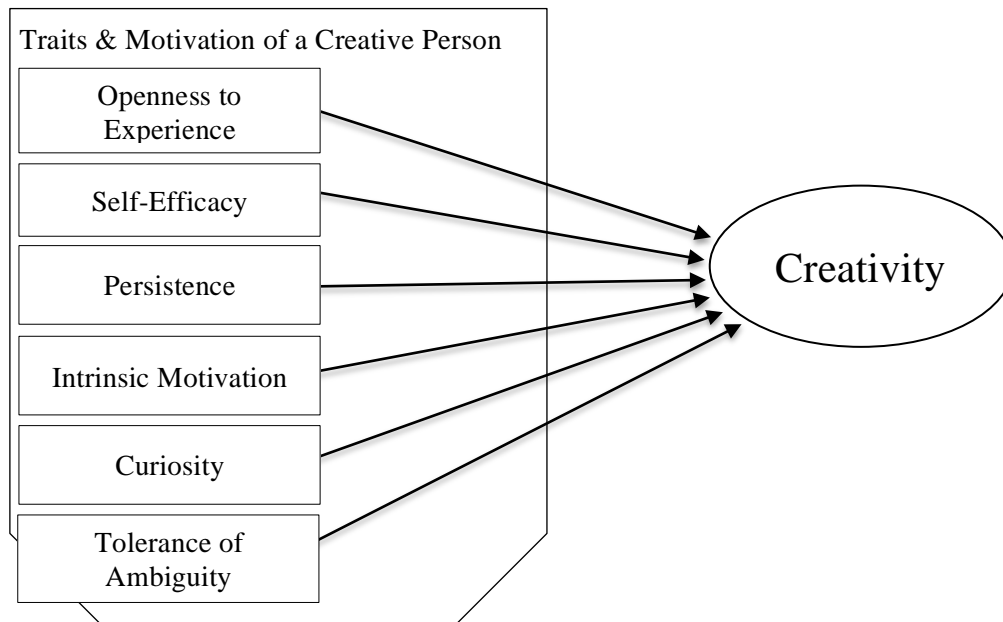 Traits & Motivation of a Creative Person
Openness to
Experience
Self-Efficacy
Persistence
Intrinsic Motivation
Curiosity
Tolerance of
Ambiguity
Creativity